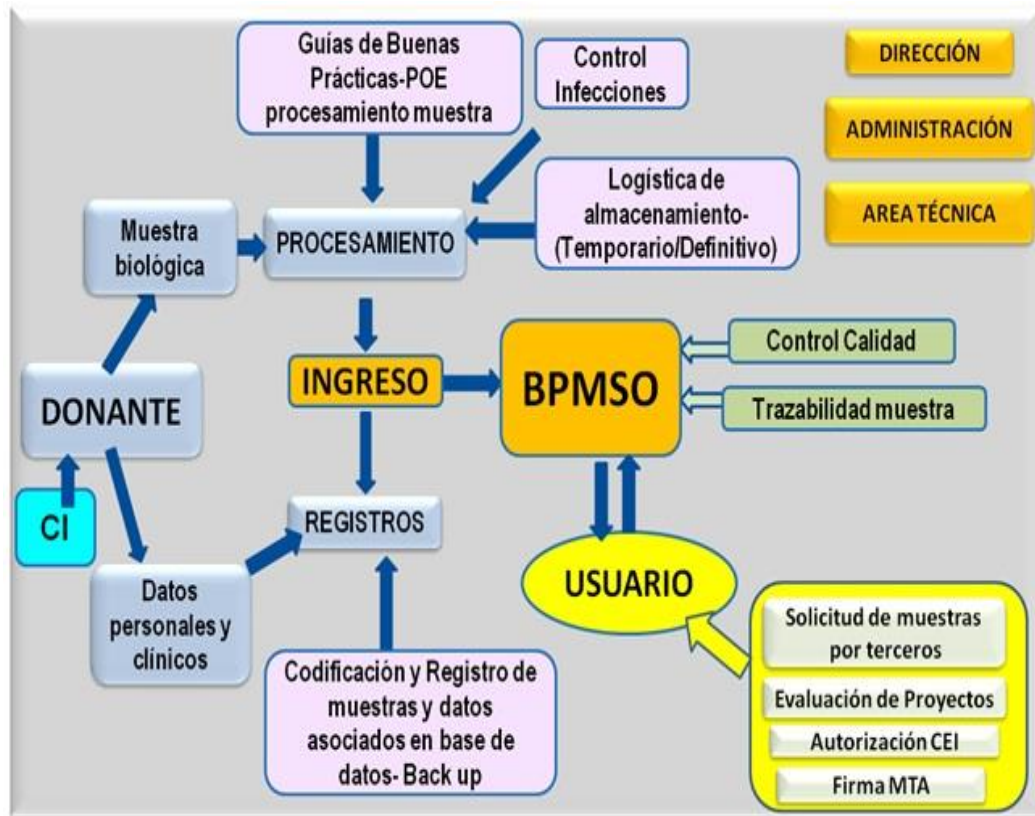 Guías de Buenas
Prácticas-POE
procesamiento muestra
Control
Infecciones
DIRECCIÓN
ADMINISTRACIÓN
AREA TÉCNICA
Logística de
almacenamiento-
(Temporario/Definitivo)
Muestra
biológica
PROCESAMIENTO
DONANTE
CI
INGRESO
BPMSO
Control Calidad
Trazabilidad muestra
REGISTROS
Datos
personales y
clínicos
USUARIO
Codificación y Registro de
muestras y datos
asociados en base de
datos- Back up
Solicitud de muestras
por terceros
Evaluación de Proyectos
Autorización CEI
Firma MTA